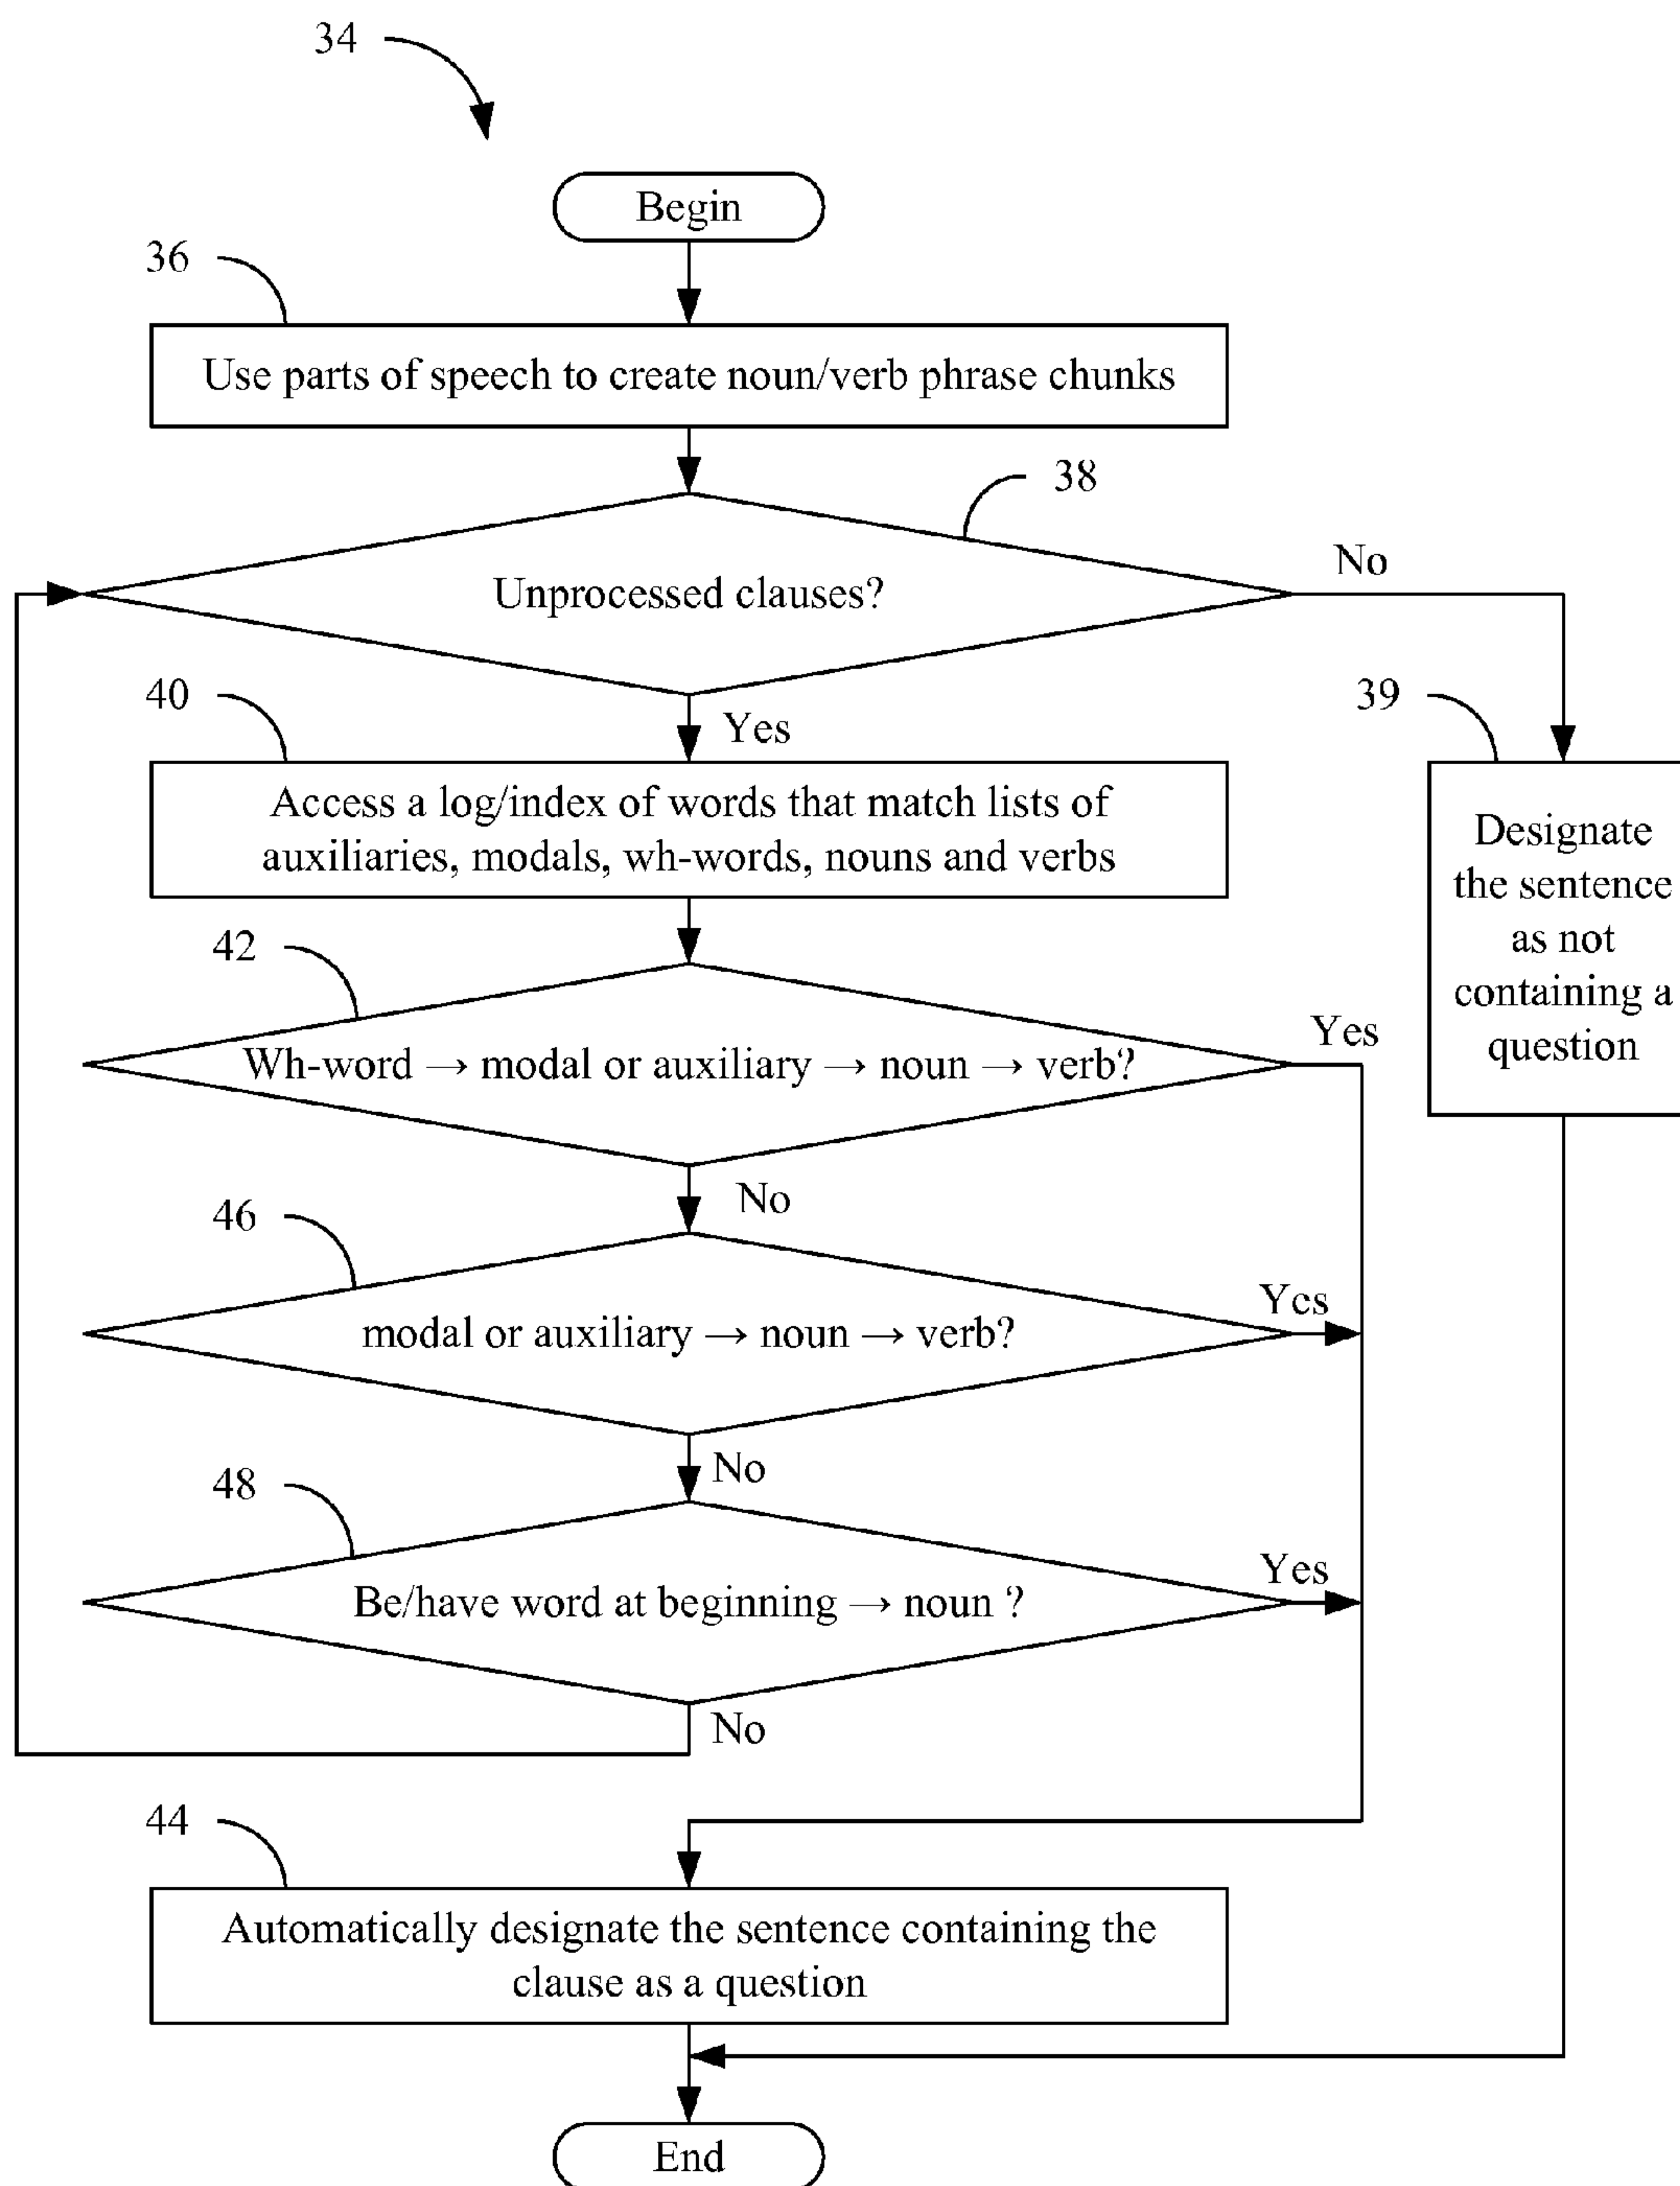 34
Begin
36
Use parts of speech to create noun/verb phrase chunks
38
Unprocessed clauses?
No
40
Yes
39
Access a log/index of words that match lists of
auxiliaries, modals, wh-words, nouns and verbs
Designate
the sentence
as not
containing a
question
42
Wh-word → modal or auxiliary → noun → verb?
Yes
No
46
modal or auxiliary → noun → verb?
Yes
No
48
Be/have word at beginning → noun ?
Yes
No
44
Automatically designate the sentence containing the
clause as a question
End